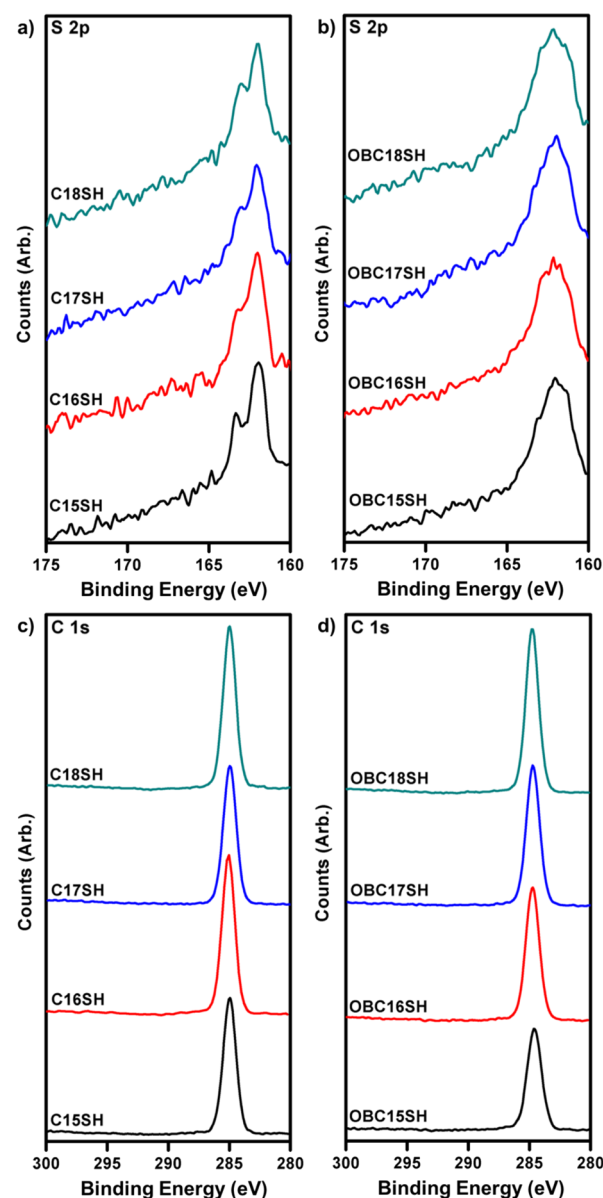 a) S 2p
C18SH
C17SH
C16SH
C15SH
Counts (Arb.)
175 170 165 160
Binding Energy (eV)
b) S 2p
OBC18SH
OBC17SH
OBC16SH
OBC15SH
Counts (Arb.)
175 170 165 160
Binding Energy (eV)
c) C 1s
C18SH
C17SH
C16SH
C15SH
Counts (Arb.)
300 295 290 285 280
Binding Energy (eV)
d) C 1s
OBC18SH
OBC17SH
OBC16SH
OBC15SH
Counts (Arb.)
300 295 290 285 280
Binding Energy (eV)